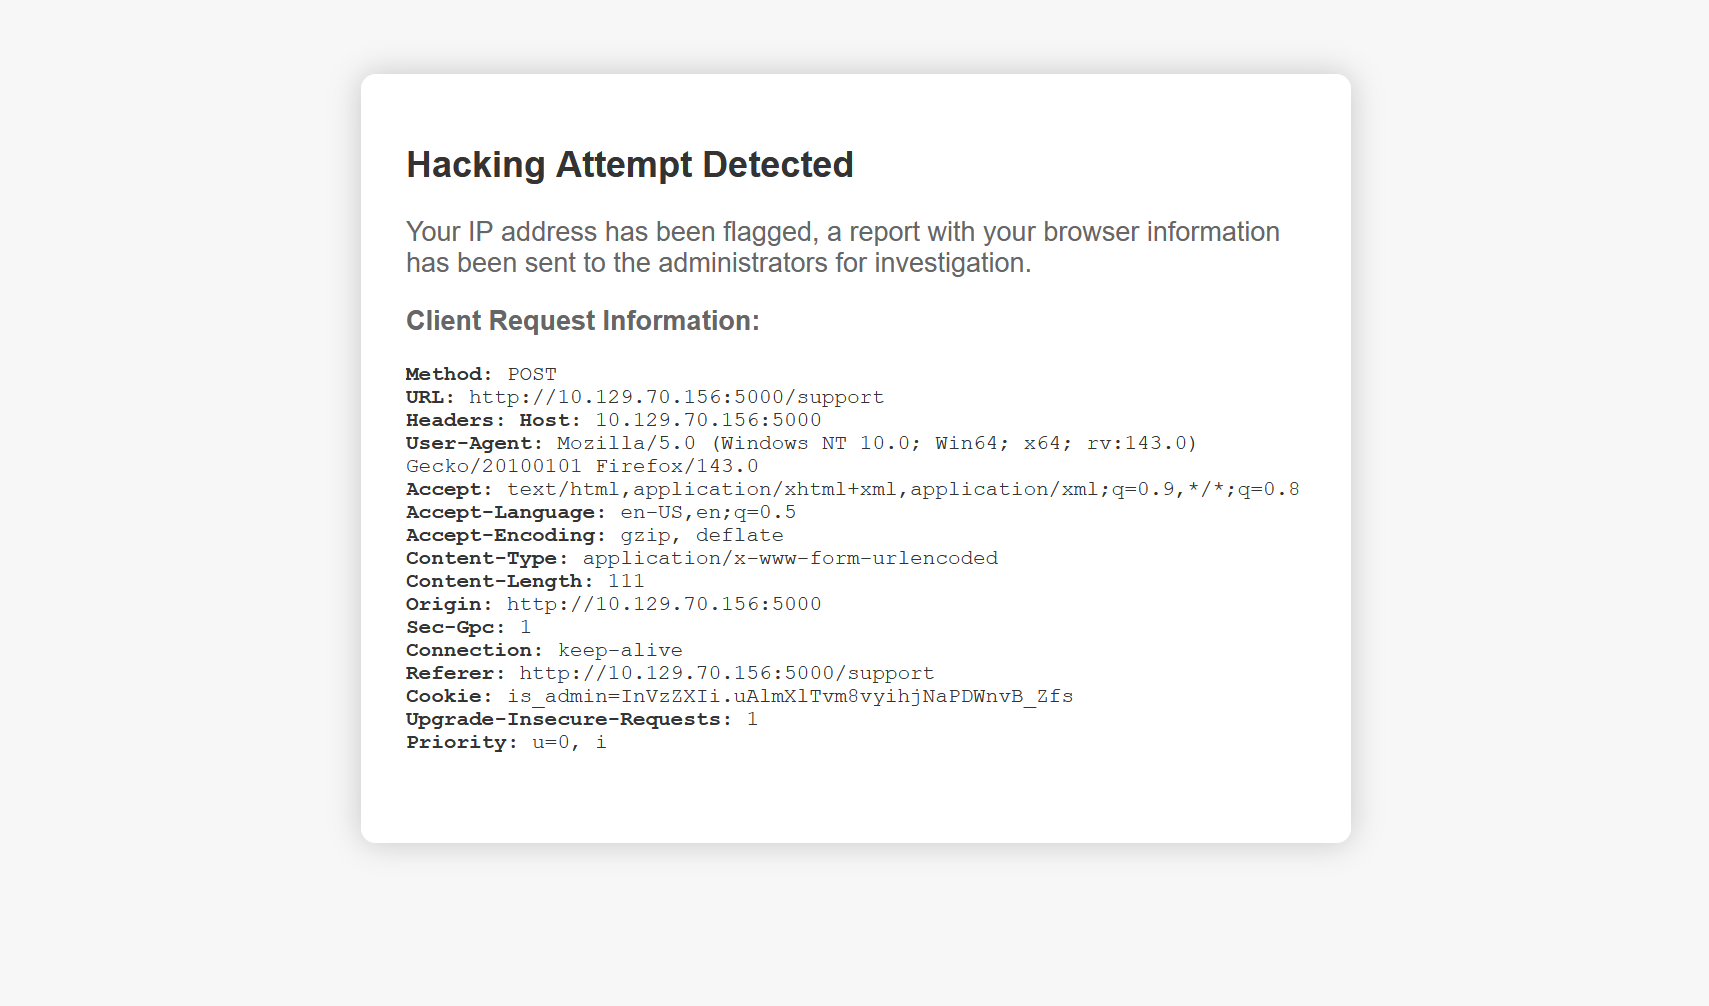 Hacking Attempt Detected
Your IP address has been flagged, a report with your browser information
has been sent to the administrators for investigation.
Client Request Information:
Method: POST
URL: http://10.129.70.156:5000/support
Headers: Host: 10.129.70.156:5000
User-Agent: Mozilla/5.0 (Windows NT 10.0; Win64; x64; rv:143.0)
Gecko/20100101 Firefox/143.0
Accept: text/html,application/xhtml+xml,application/xml;q=0.9,*/*;q=0.8
Accept-Language: en-US,en;q=0.5
Accept-Encoding: gzip, deflate
Content-Type: application/x-www-form-urlencoded
Content-Length: 111
Origin: http://10.129.70.156:5000
Sec-Gpc: 1
Connection: keep-alive
Referer: http://10.129.70.156:5000/support
Cookie: is_admin=InVzZXIi.uAlmXlTvm8vyihjNaPDWnvB_Zfs
Upgrade-Insecure-Requests: 1
Priority: u=0, i